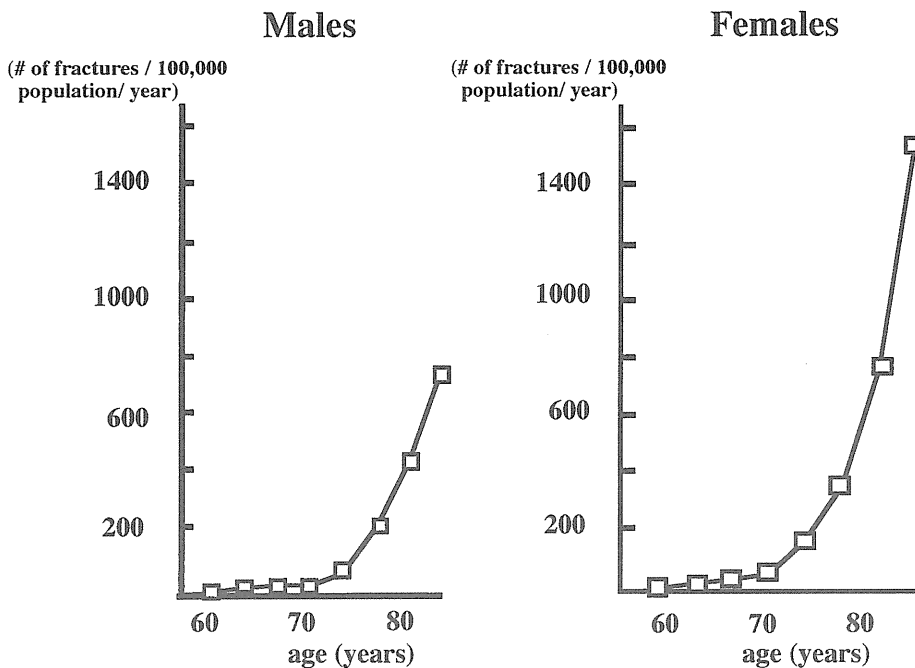 Males
(# of fractures / 100,000
population/ year)
1400
1000
600
200
60 70 80
age (years)
Females
(# of fractures / 100,000
population/ year)
1400
1000
600
200
60 70 80
age (years)